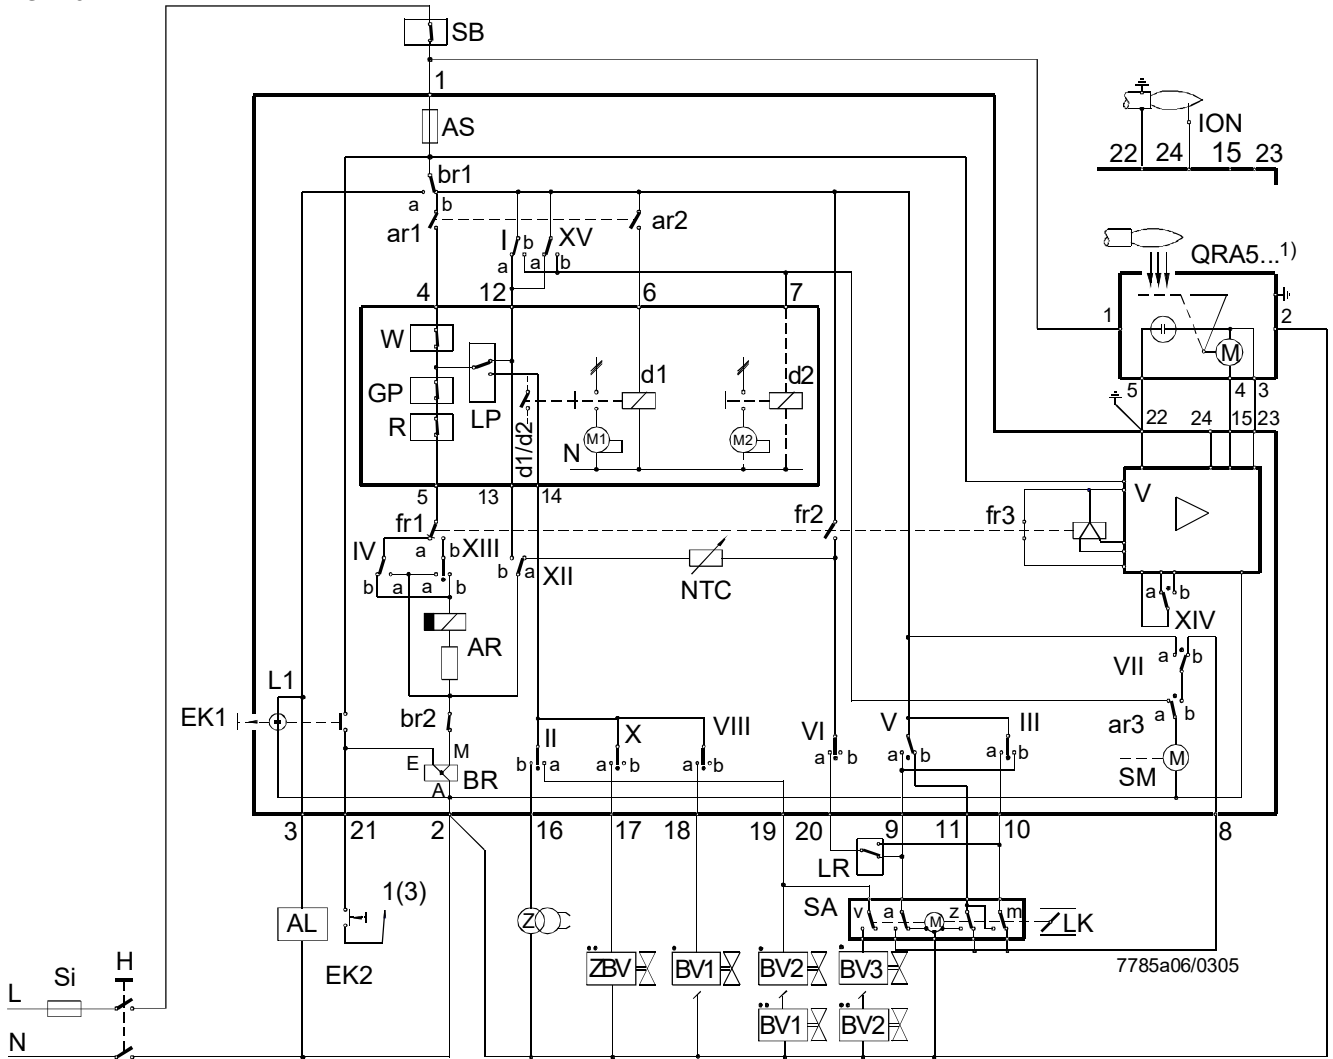 SB
1
AS
ION
22 24 15 23
br1
a b
ar1
ar2
I b XV
a a b
QRA5...1)
4 12 6 7
1 2
W
M
GP
LP
d1
d2
5 4 3
R
d1/d2
N
M1
M2
22 24 15 23
5 13 14
V
fr1
fr2
fr3
IV a b XIII
b a XII
b a a b
NTC
a b
XIV
AR
VII a b
L1
EK1
br2
ar3 a b
II X VIII
VI V III
E M
BR
A
b a a b a b
a b a b a b
M
SM
3 21 2 16 17 18 19 20 9 11 10 8
LR
1(3)
SA
v a M z m
LK
AL
Z
EK2
7785a06/0305
H
Si
ZBV BV1 BV2 BV3
L
BV1 BV2
N